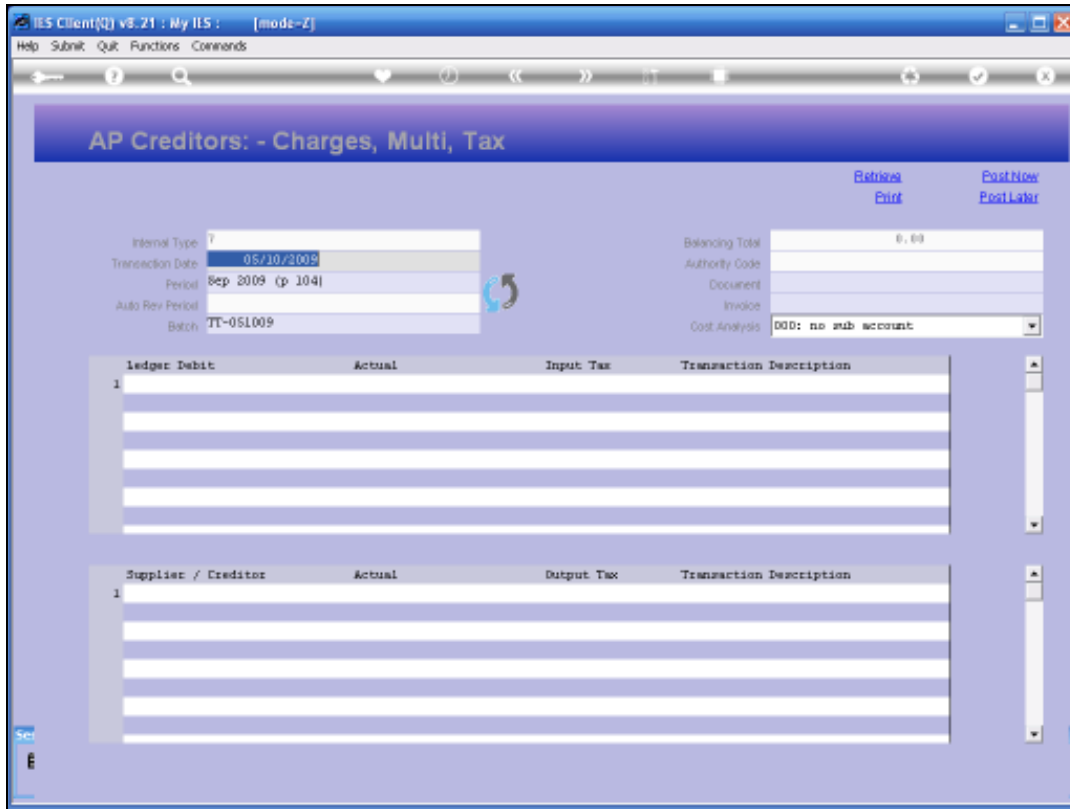 IES Client(Q) v8.21 : My IES : [mode-Z]
Help Submit Quit Functions Commands
AP Creditors: - Charges, Multi, Tax
Retrieve Post Now
Print Post Later
Internal Type 7 Balancing Total 0.00
Transaction Date 05/10/2009 Authority Code
Period Sep 2009 (p 104) Document
Auto Rev Period Invoice
Batch TT-051009 Cost Analysis 000: no sub account
Ledger Debit Actual Input Tax Transaction Description
1
Supplier / Creditor Actual Output Tax Transaction Description
1